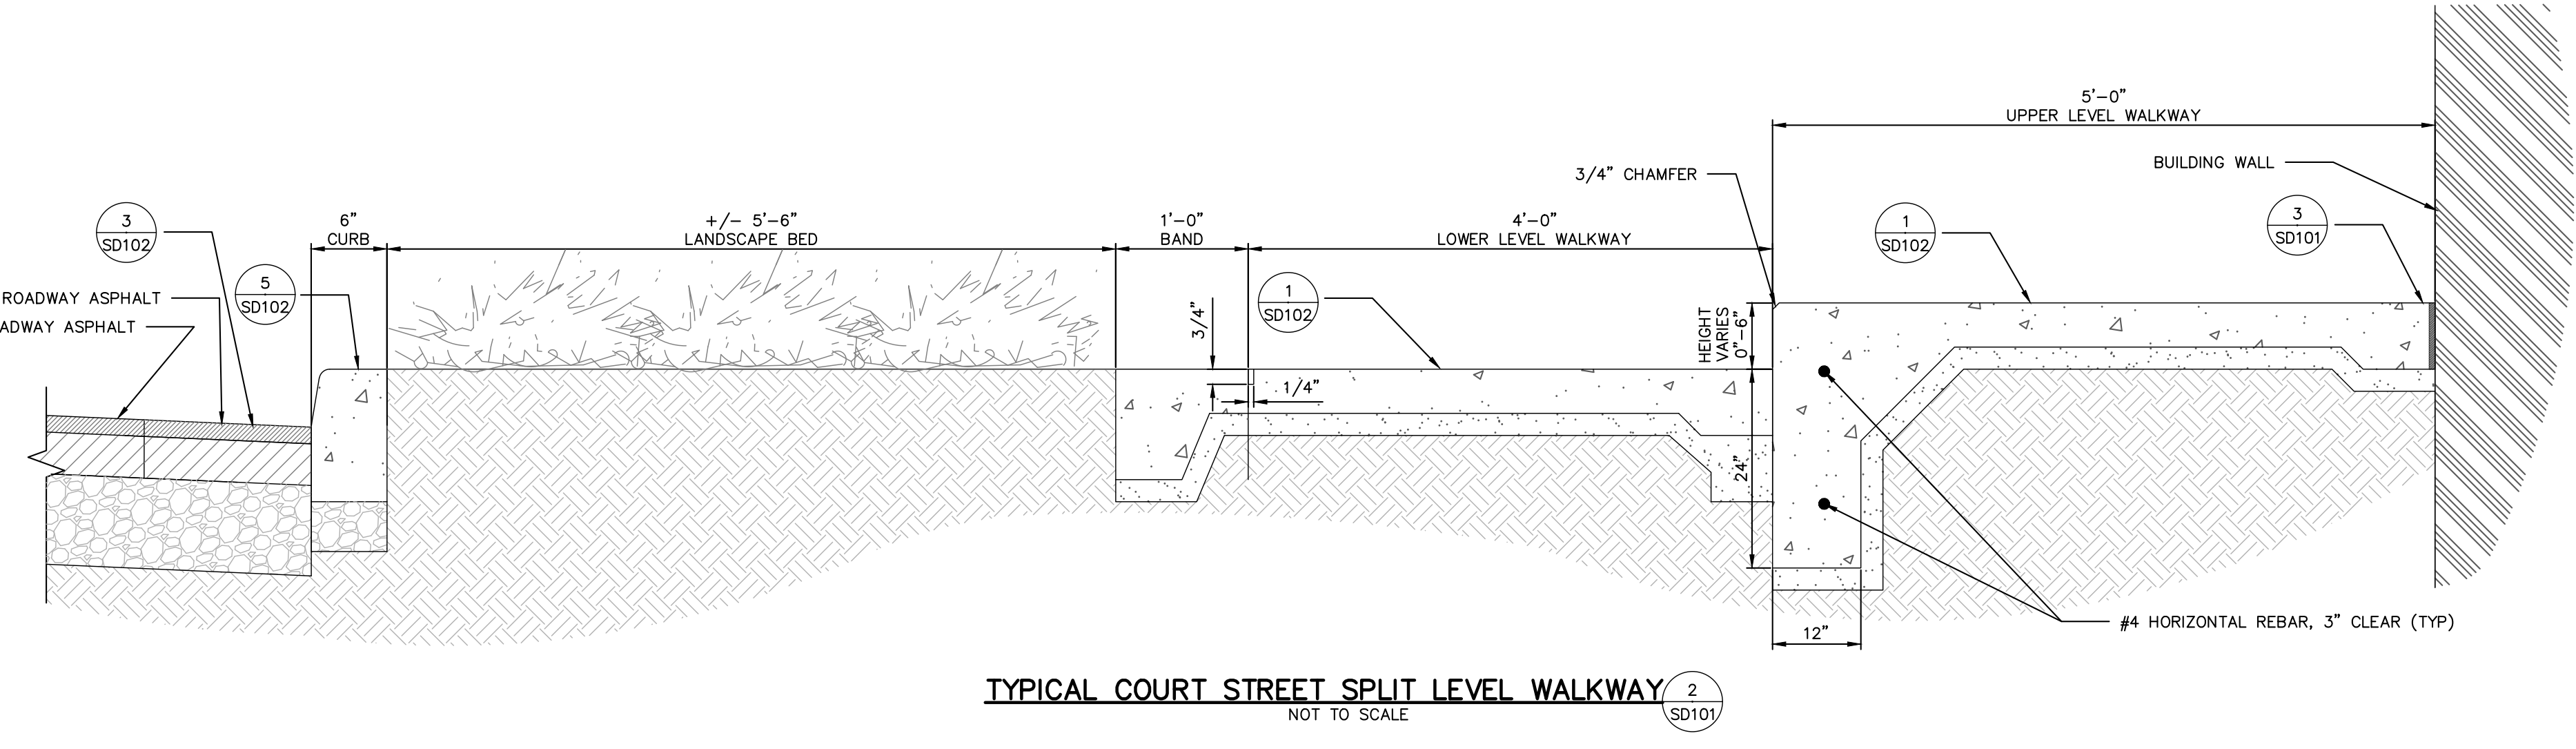 5'-0"
UPPER LEVEL WALKWAY
BUILDING WALL
3/4" CHAMFER
3
SD102
6"
CURB
+/- 5'-6"
LANDSCAPE BED
1'-0"
BAND
4'-0"
LOWER LEVEL WALKWAY
1
SD102
3
SD101
5
SD102
ROADWAY ASPHALT
ADWAY ASPHALT
3/4"
1
SD102
HEIGHT
VARIES
0"-6"
1/4"
24"
12"
#4 HORIZONTAL REBAR, 3" CLEAR (TYP)
TYPICAL COURT STREET SPLIT LEVEL WALKWAY
NOT TO SCALE
2
SD101